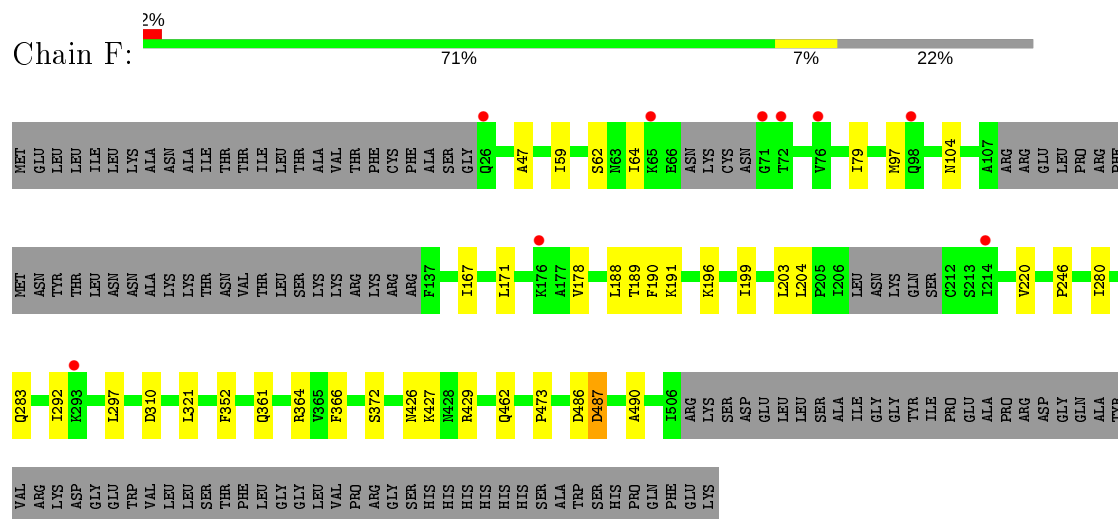 2%
Chain F:
71% 7% 22%
MET GLU LEU LEU ILE LEU LYS ALA ASN ALA ILE THR THR ILE LEU THR ALA VAL THR PHE CYS PHE ALA SER GLY Q26 A47 I59 S62 N63 I64 K65 E66 ASN LYS CYS ASN G71 T72 V76 I79 M97 Q98 N104 A107 ARG ARG GLU LEU PRO ARG PHE
MET ASN TYR THR LEU ASN ASN ALA LYS LYS THR ASN VAL THR LEU SER LYS LYS ARG LYS ARG ARG F137 I167 L171 K176 A177 V178 L188 T189 F190 K191 K196 I199 L203 L204 P205 I206 LEU ASN LYS GLN SER C212 S213 I214 V220 P246 I280
Q283 I292 K293 L297 D310 L321 F352 Q361 R364 V365 F366 S372 N426 K427 N428 R429 Q462 P473 D486 D487 A490 I506 ARG LYS SER ASP GLU LEU LEU SER ALA ILE GLY GLY TYR ILE PRO GLU ALA PRO ARG ASP GLY GLN ALA TYR
VAL ARG LYS ASP GLY GLU TRP VAL LEU LEU SER THR PHE LEU GLY GLY LEU VAL PRO ARG GLY SER HIS HIS HIS HIS HIS HIS SER ALA TRP SER HIS PRO GLN PHE GLU LYS